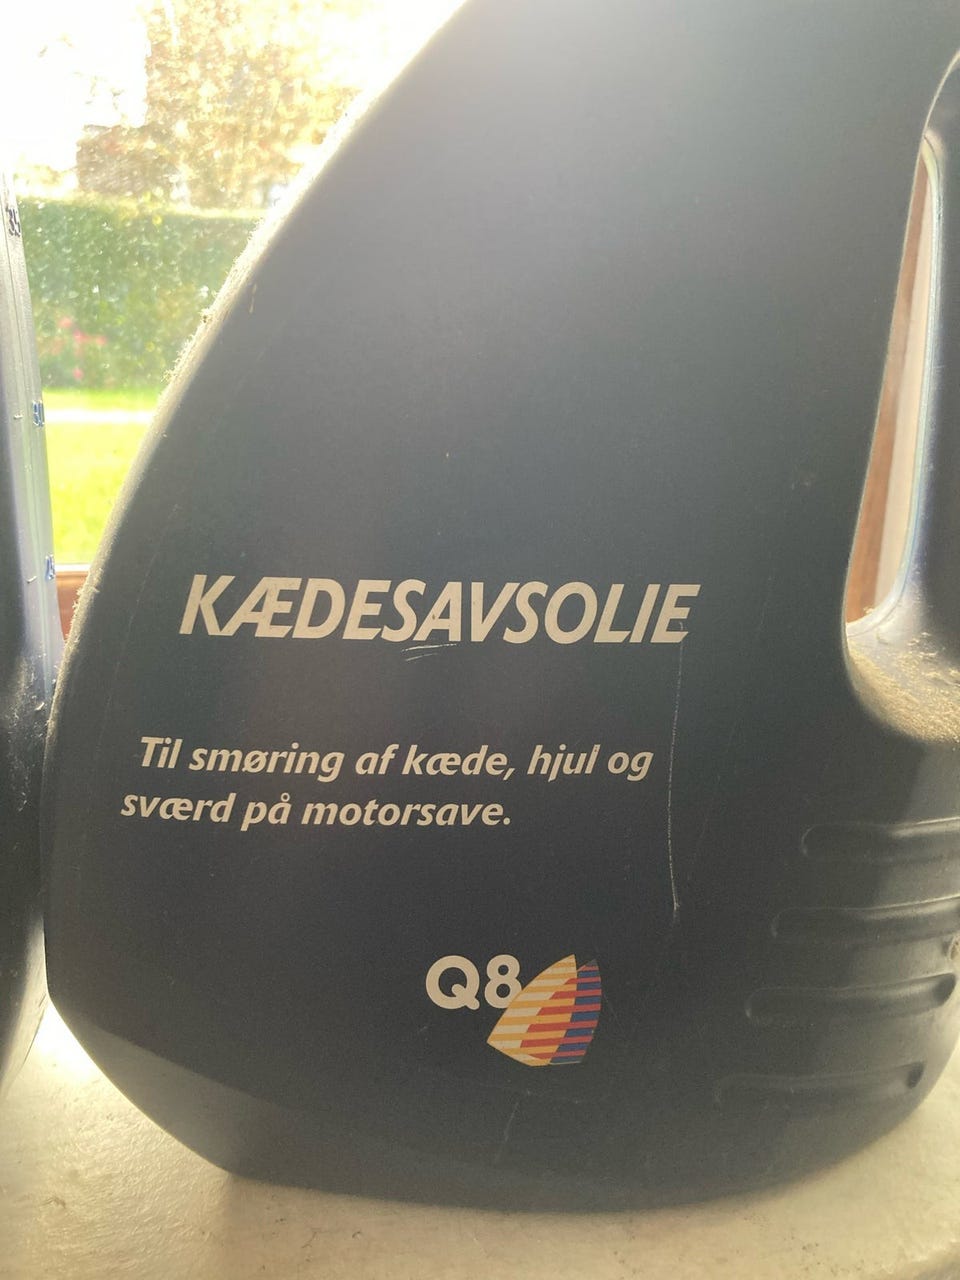 KÆDESAVSOLIE
Til smøring af kæde, hjul og
sværd på motorsave.
Q8